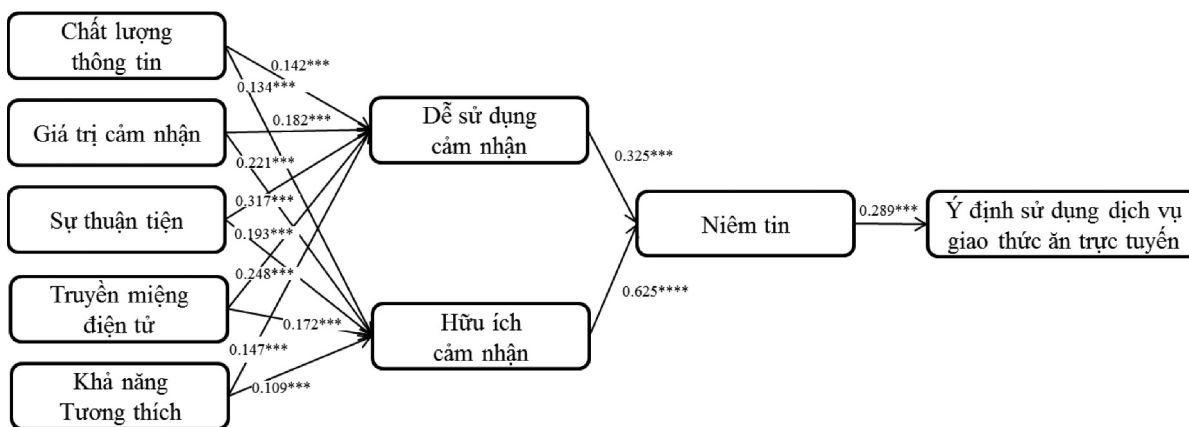 Chất lượng
thông tin
Giá trị cảm nhận
Sự thuận tiện
Truyền miệng
điện tử
Khả năng
Tương thích
0.142***
0.134***
0.182***
0.221***
0.317***
0.193***
0.248***
0.172***
0.147***
0.109***
Dễ sử dụng
cảm nhận
Hữu ích
cảm nhận
0.325***
0.625****
Niêm tin
0.289***
Ý định sử dụng dịch vụ
giao thức ăn trực tuyến